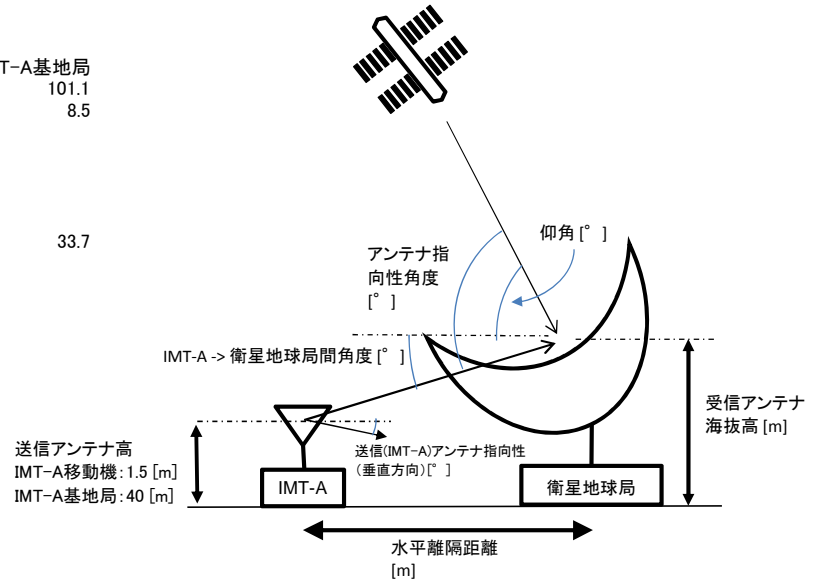 T-A基地局
101.1
8.5
33.7
仰角[°]
アンテナ指
向性角度
[°]
IMT-A -> 衛星地球局間角度[°]
受信アンテナ
海抜高[m]
送信アンテナ高
IMT-A移動機:1.5 [m]
IMT-A基地局:40 [m]
送信(IMT-A)アンテナ指向性
(垂直方向)[°]
IMT-A
衛星地球局
水平離隔距離
[m]